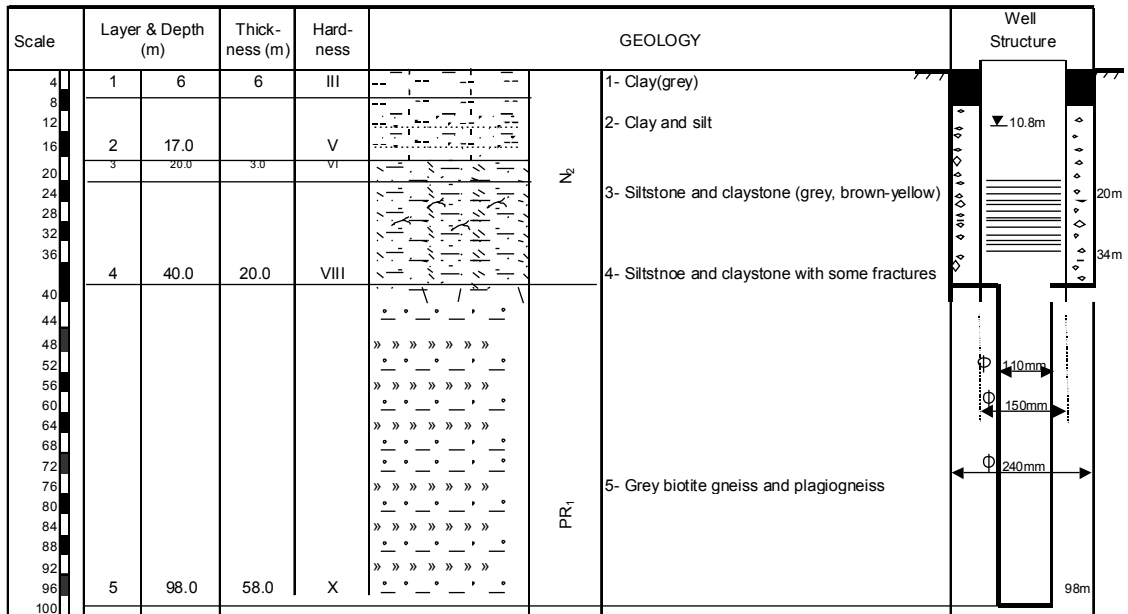 Scale
Layer & Depth
(m)
Thick-
ness (m)
Hard-
ness
GEOLOGY
Well
Structure
4
1 6 6 III
1- Clay(grey)
8
12
2- Clay and silt
10.8m
16
2 17.0 V
3 20.0 3.0 VI
20
N2
24
3- Siltstone and claystone (grey, brown-yellow)
20m
28
32
36
34m
4 40.0 20.0 VIII
4- Siltstnoe and claystone with some fractures
40
44
48
52
ϕ 110mm
56
60
ϕ 150mm
64
68
72
ϕ 240mm
76
5- Grey biotite gneiss and plagiogneiss
80
PR1
84
88
92
96
5 98.0 58.0 X
98m
100